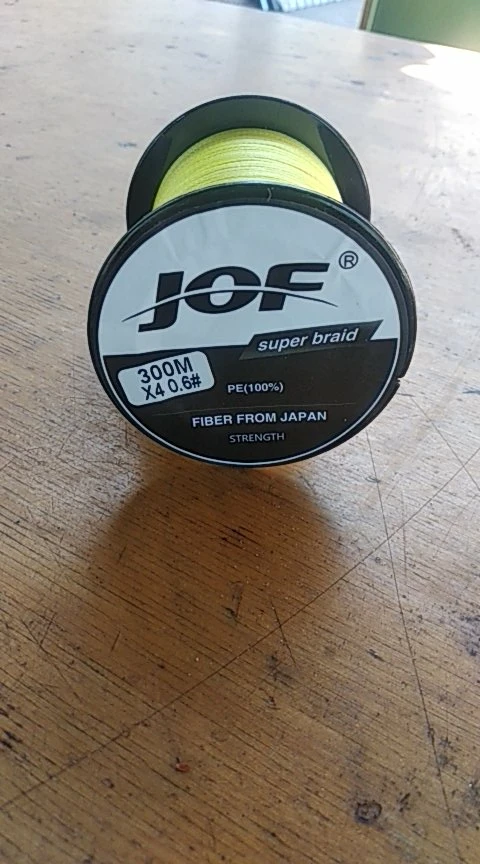 JOF®
super braid
300M
X4 0.6#
PE(100%)
FIBER FROM JAPAN
STRENGTH